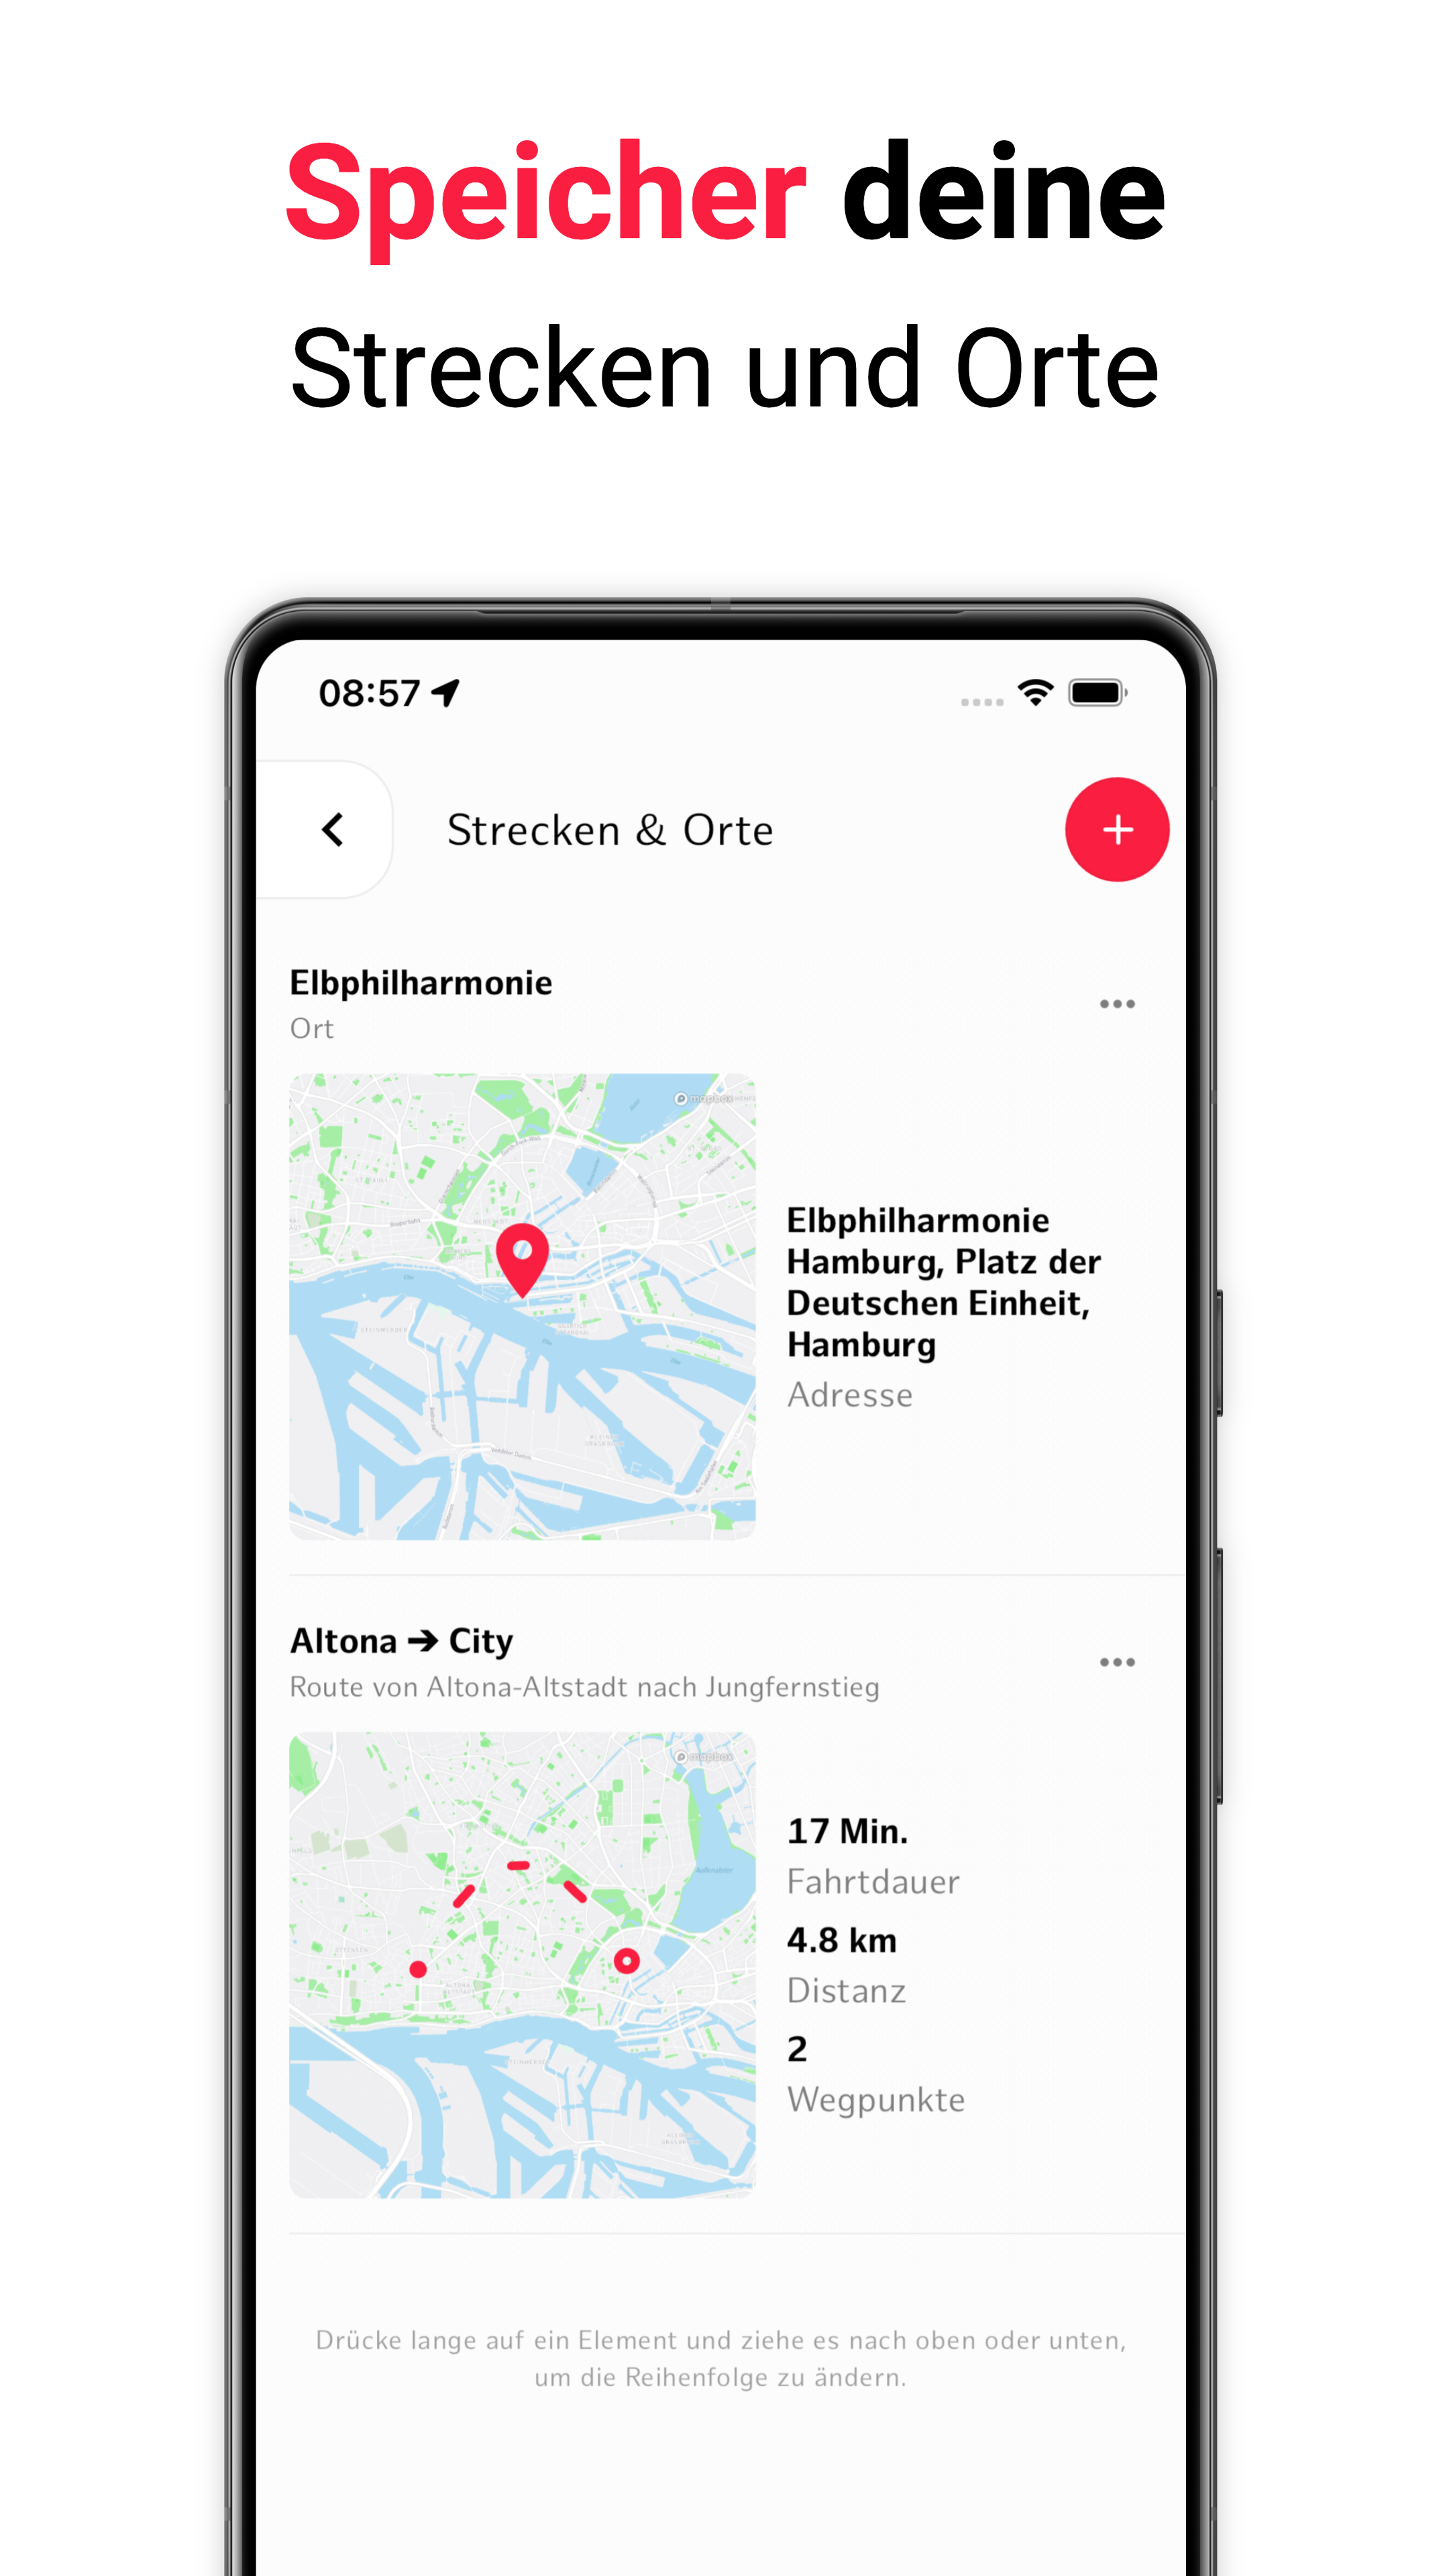 Speicher deine
Strecken und Orte
08:57
Strecken & Orte
Elbphilharmonie
Ort
mapbox
Elbphilharmonie
Hamburg, Platz der
Deutschen Einheit,
Hamburg
Adresse
Altona → City
Route von Altona-Altstadt nach Jungfernstieg
mapbox
17 Min.
Fahrtdauer
4.8 km
Distanz
2
Wegpunkte
Drücke lange auf ein Element und ziehe es nach oben oder unten,
um die Reihenfolge zu ändern.